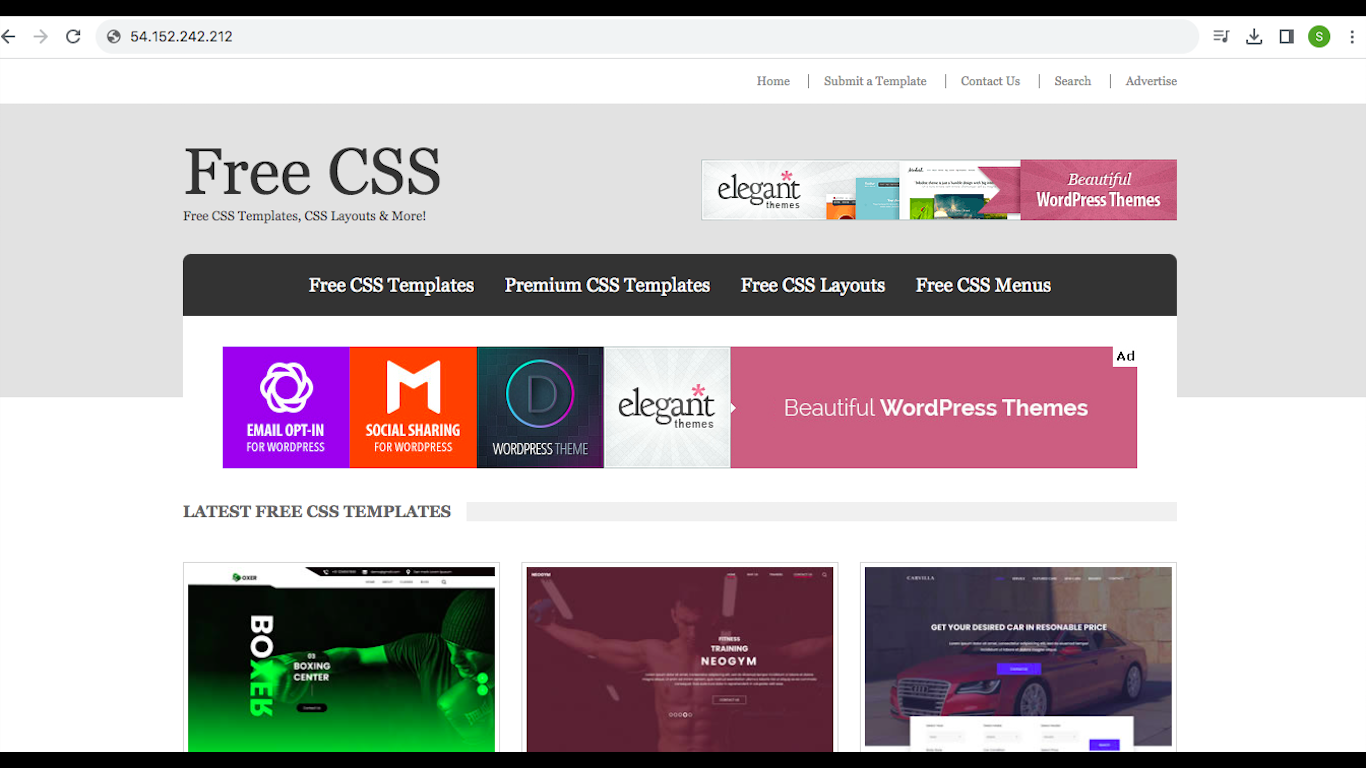 54.152.242.212
S
Home
Submit a Template
Contact Us
Search
Advertise
Free CSS
Free CSS Templates, CSS Layouts & More!
elegant
themes
Beautiful
WordPress Themes
Free CSS Templates
Premium CSS Templates
Free CSS Layouts
Free CSS Menus
EMAIL OPT-IN
FOR WORDPRESS
SOCIAL SHARING
FOR WORDPRESS
D
WORDPRESS THEME
elegant
themes
Beautiful WordPress Themes
Ad
LATEST FREE CSS TEMPLATES
OXER
BOXER
03
BOXING
CENTER
NEOGYM
FITNESS
TRAINING
NEOGYM
CARVILLA
GET YOUR DESIRED CAR IN RESONABLE PRICE